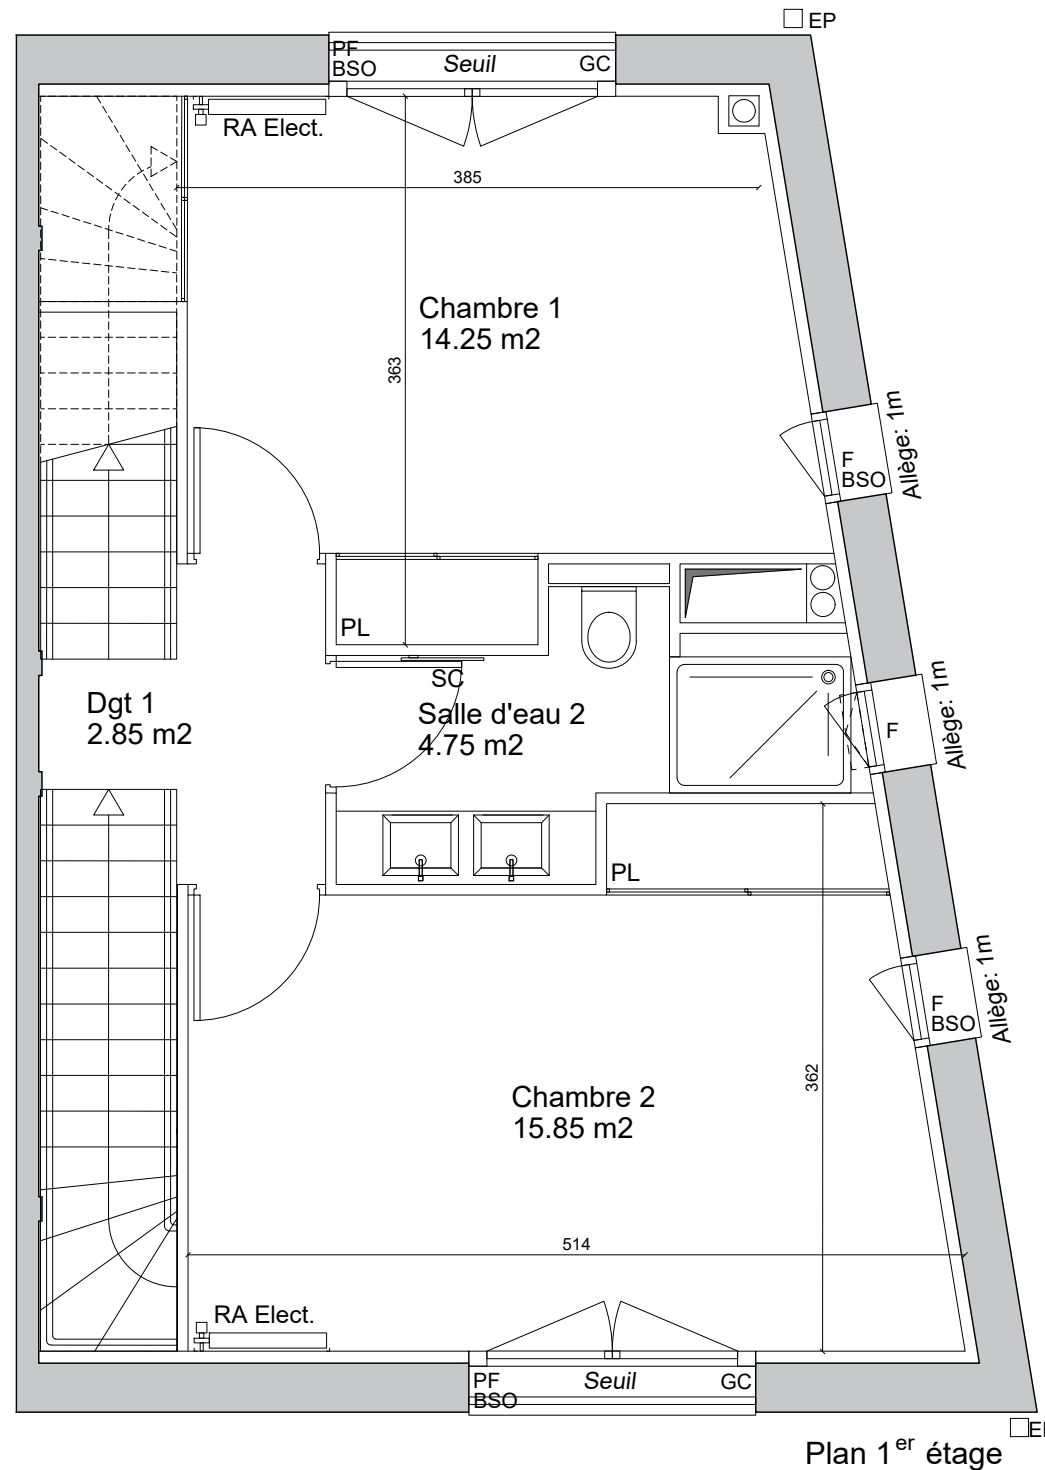 EP
PF
BSO
Seuil
GC
RA Elect.
385
Chambre 1
14.25 m2
363
Allège: 1m
F
BSO
PL
SC
Dgt 1
2.85 m2
Salle d'eau 2
4.75 m2
Allège: 1m
F
PL
Allège: 1m
F
BSO
362
Chambre 2
15.85 m2
514
RA Elect.
PF
BSO
Seuil
GC
Plan 1er étage